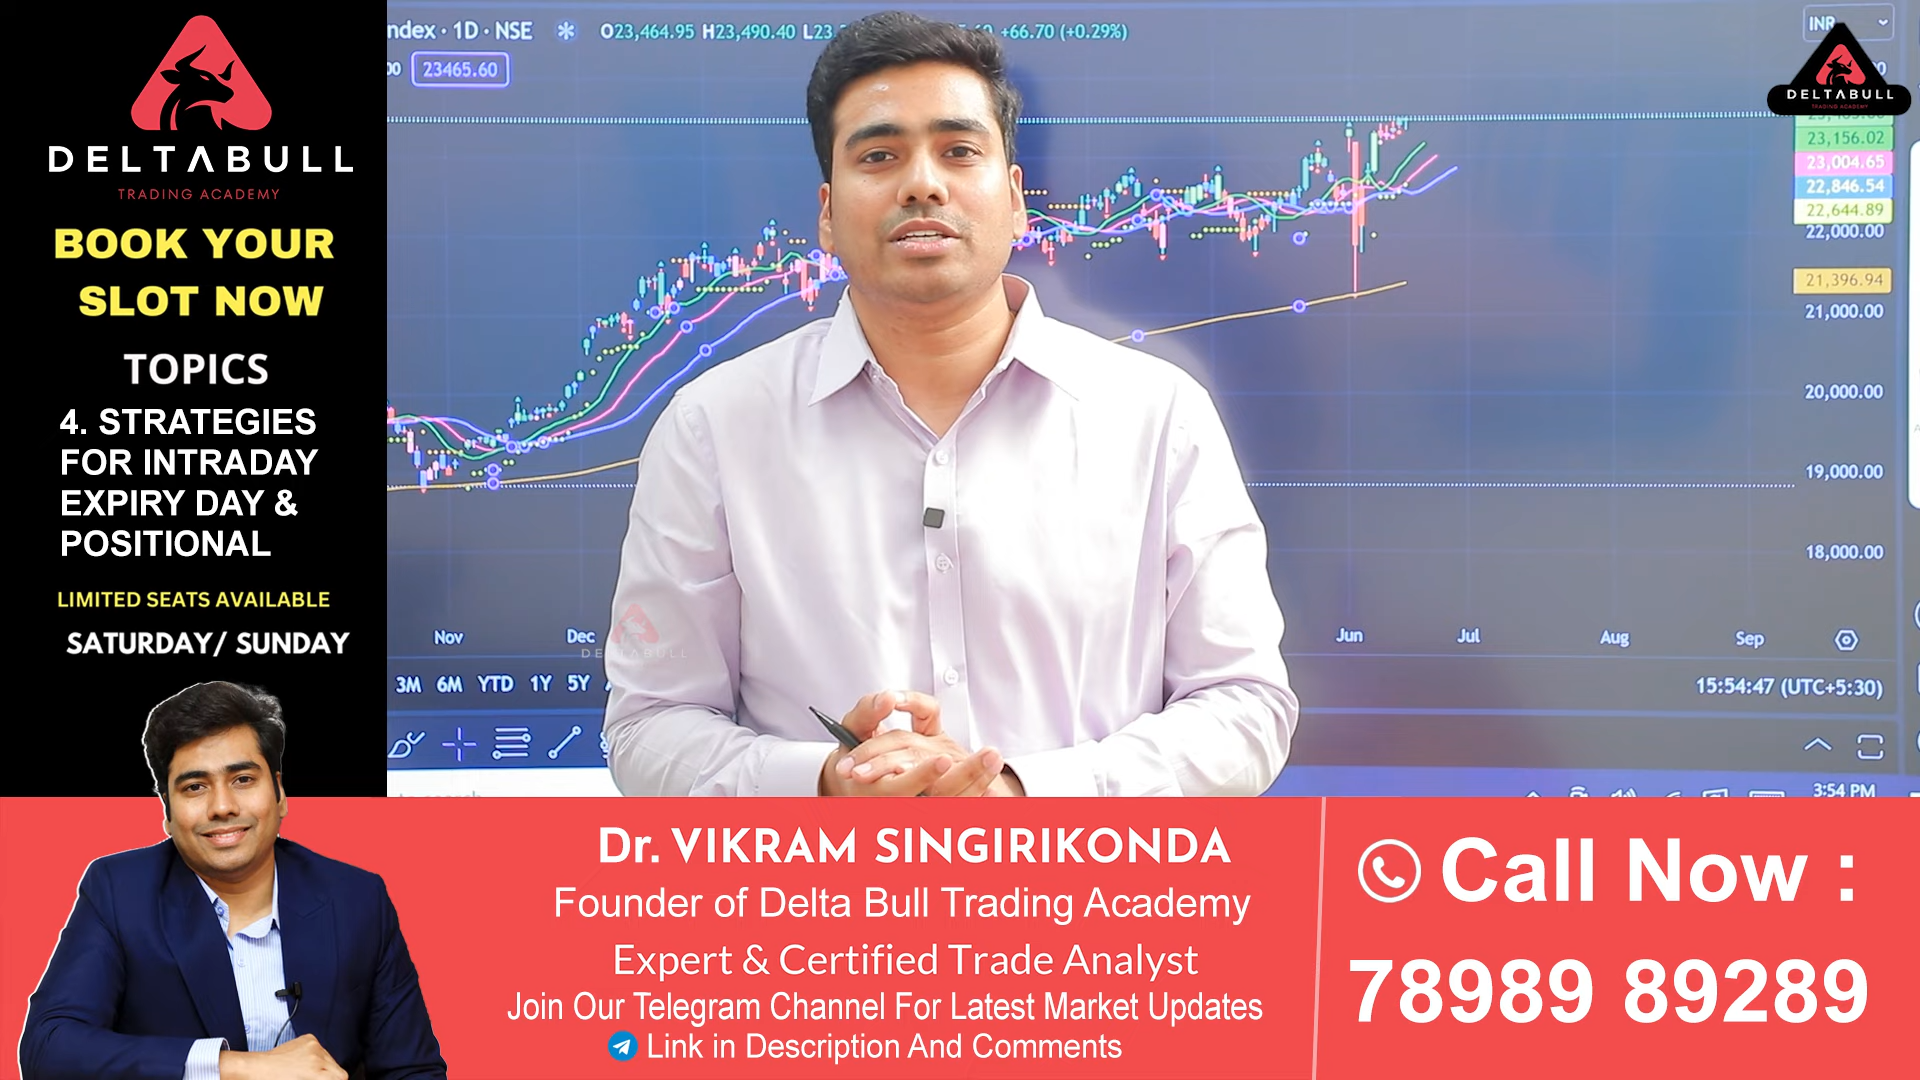 DELTABULL
TRADING ACADEMY
BOOK YOUR
SLOT NOW
TOPICS
4. STRATEGIES
FOR INTRADAY
EXPIRY DAY &
POSITIONAL
LIMITED SEATS AVAILABLE
SATURDAY/ SUNDAY
ndex · 1D · NSE O23,464.95 H23,490.40 +66.70 (+0.29%)
23465.60
INR
DELTABULL
TRADING ACADEMY
23,156.02
23,004.65
22,846.54
22,644.89
22,000.00
21,396.94
21,000.00
20,000.00
19,000.00
18,000.00
Nov Dec Jun Jul Aug Sep
DELTABULL
3M 6M YTD 1Y 5Y
15:54:47 (UTC+5:30)
3:54 PM
Dr. VIKRAM SINGIRIKONDA
Founder of Delta Bull Trading Academy
Expert & Certified Trade Analyst
Join Our Telegram Channel For Latest Market Updates
Link in Description And Comments
Call Now :
78989 89289